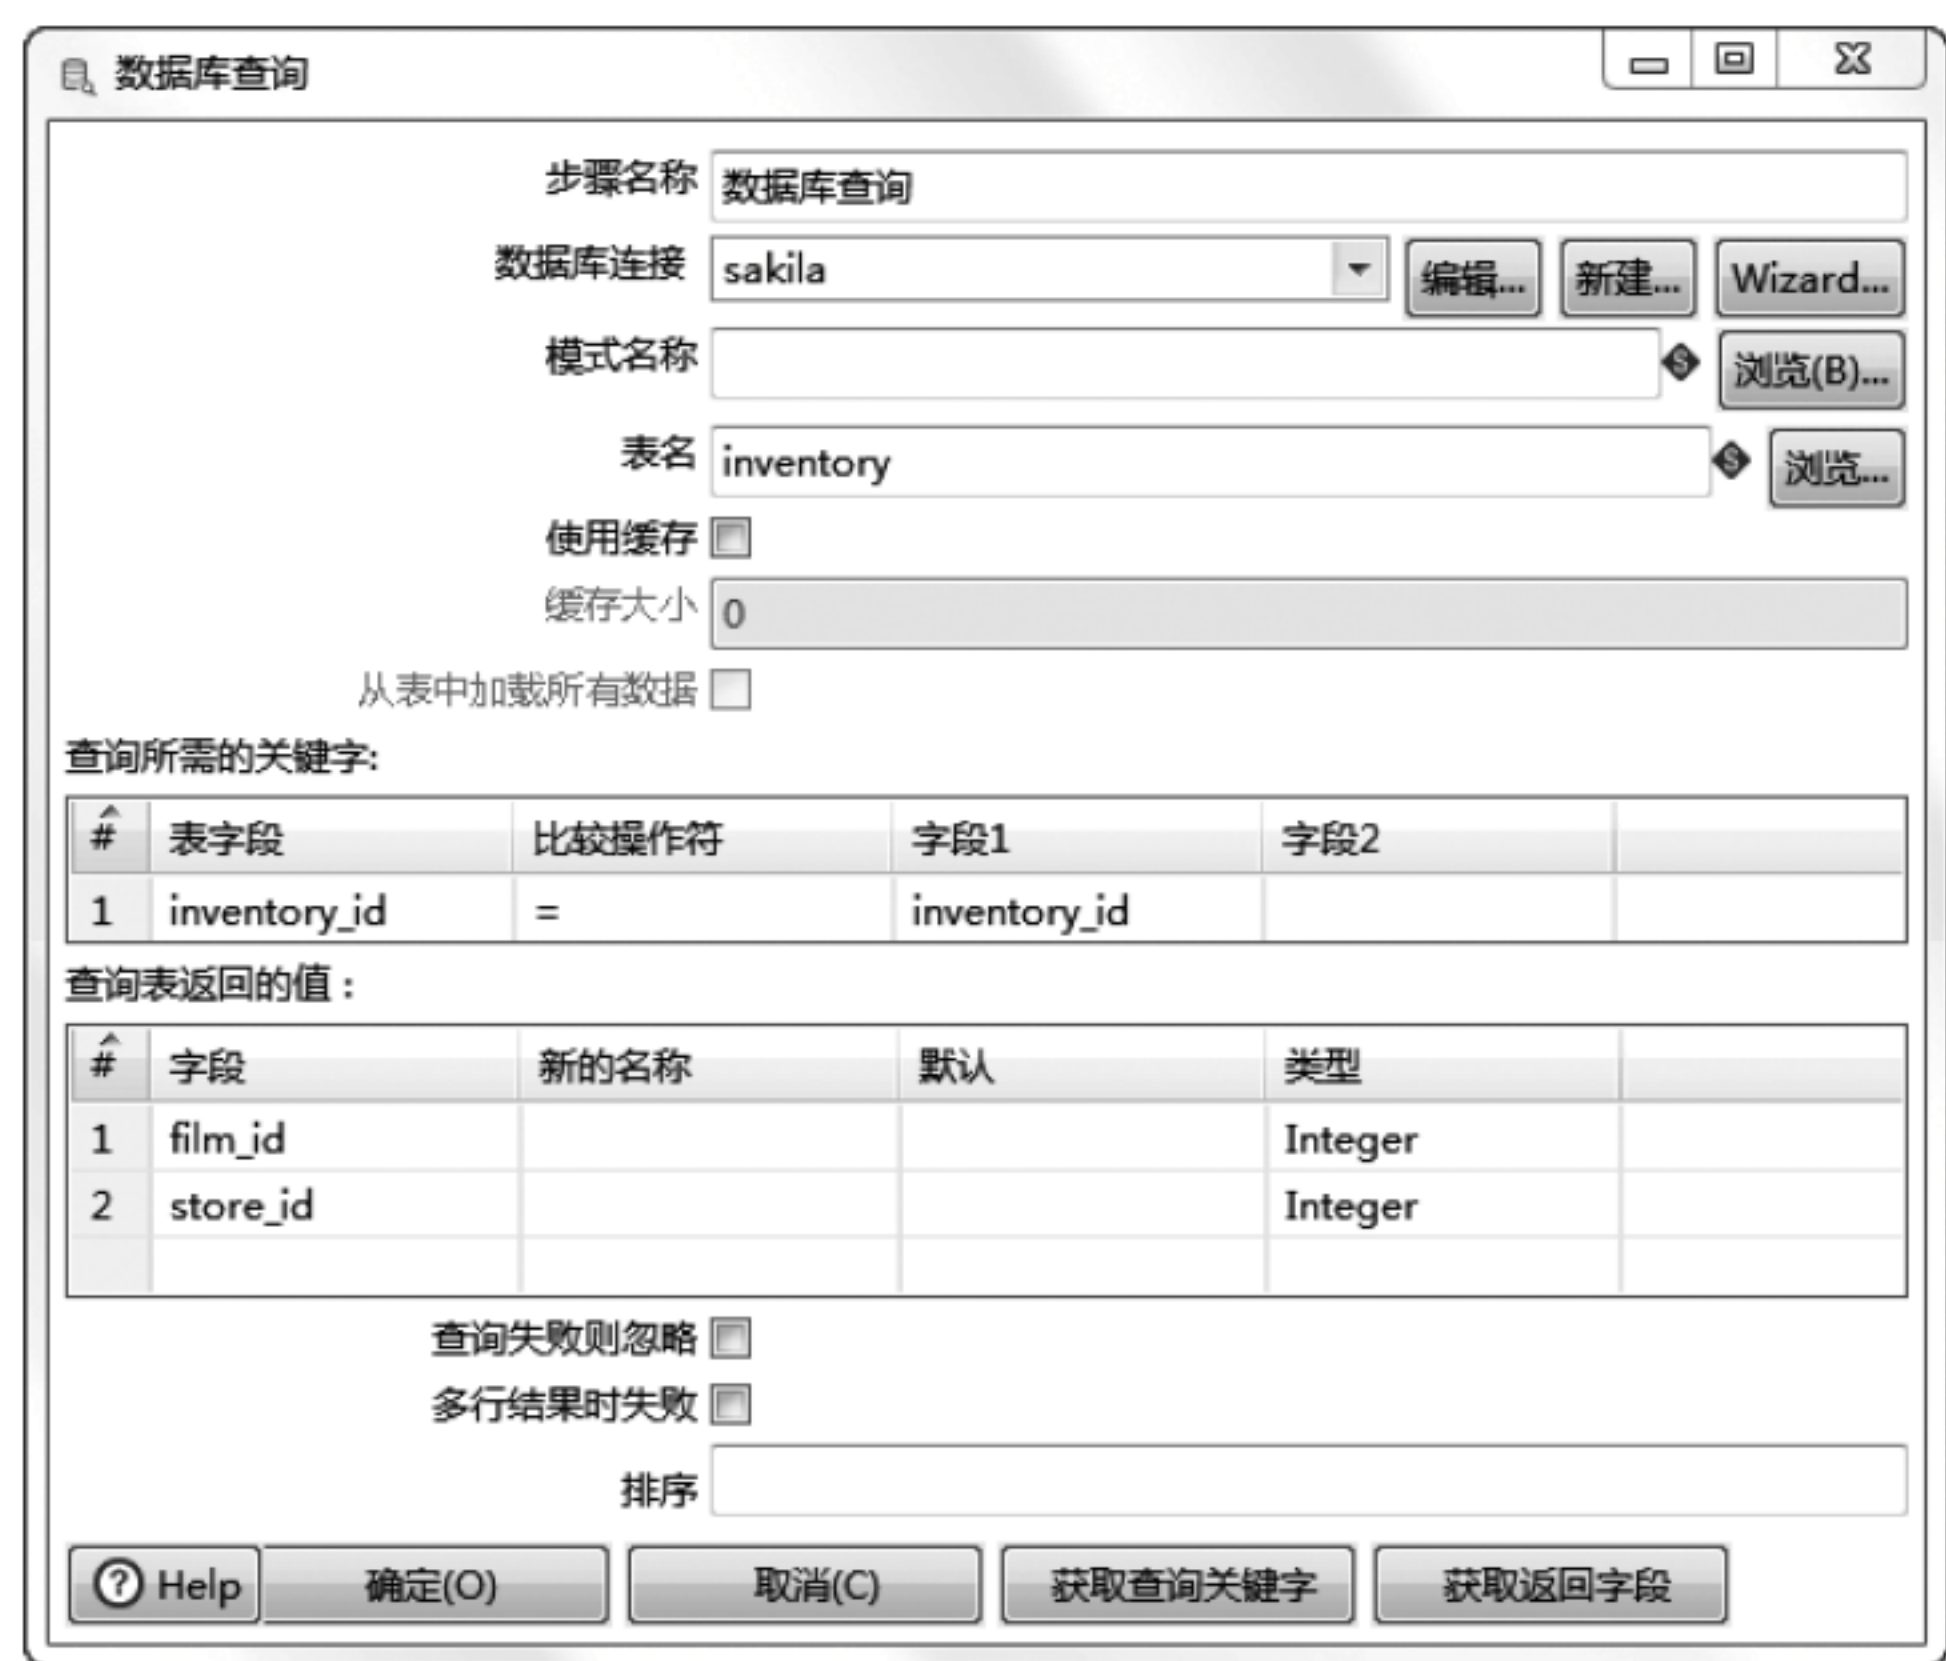 数据库查询
步骤名称 数据库查询
数据库连接 sakila 编辑... 新建... Wizard...
模式名称 浏览(B)...
表名 inventory 浏览...
使用缓存
缓存大小 0
从表中加载所有数据
查询所需的关键字:
# 表字段 比较操作符 字段1 字段2
1 inventory_id = inventory_id
查询表返回的值：
# 字段 新的名称 默认 类型
1 film_id Integer
2 store_id Integer
查询失败则忽略
多行结果时失败
排序
Help 确定(O) 取消(C) 获取查询关键字 获取返回字段